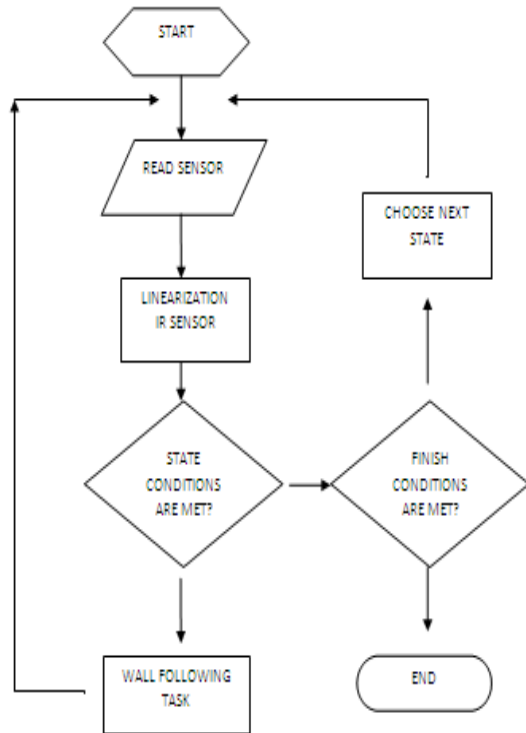 START
READ SENSOR
CHOOSE NEXT
STATE
LINEARIZATION
IR SENSOR
STATE
CONDITIONS
ARE MET?
FINISH
CONDITIONS
ARE MET?
WALL FOLLOWING
TASK
END